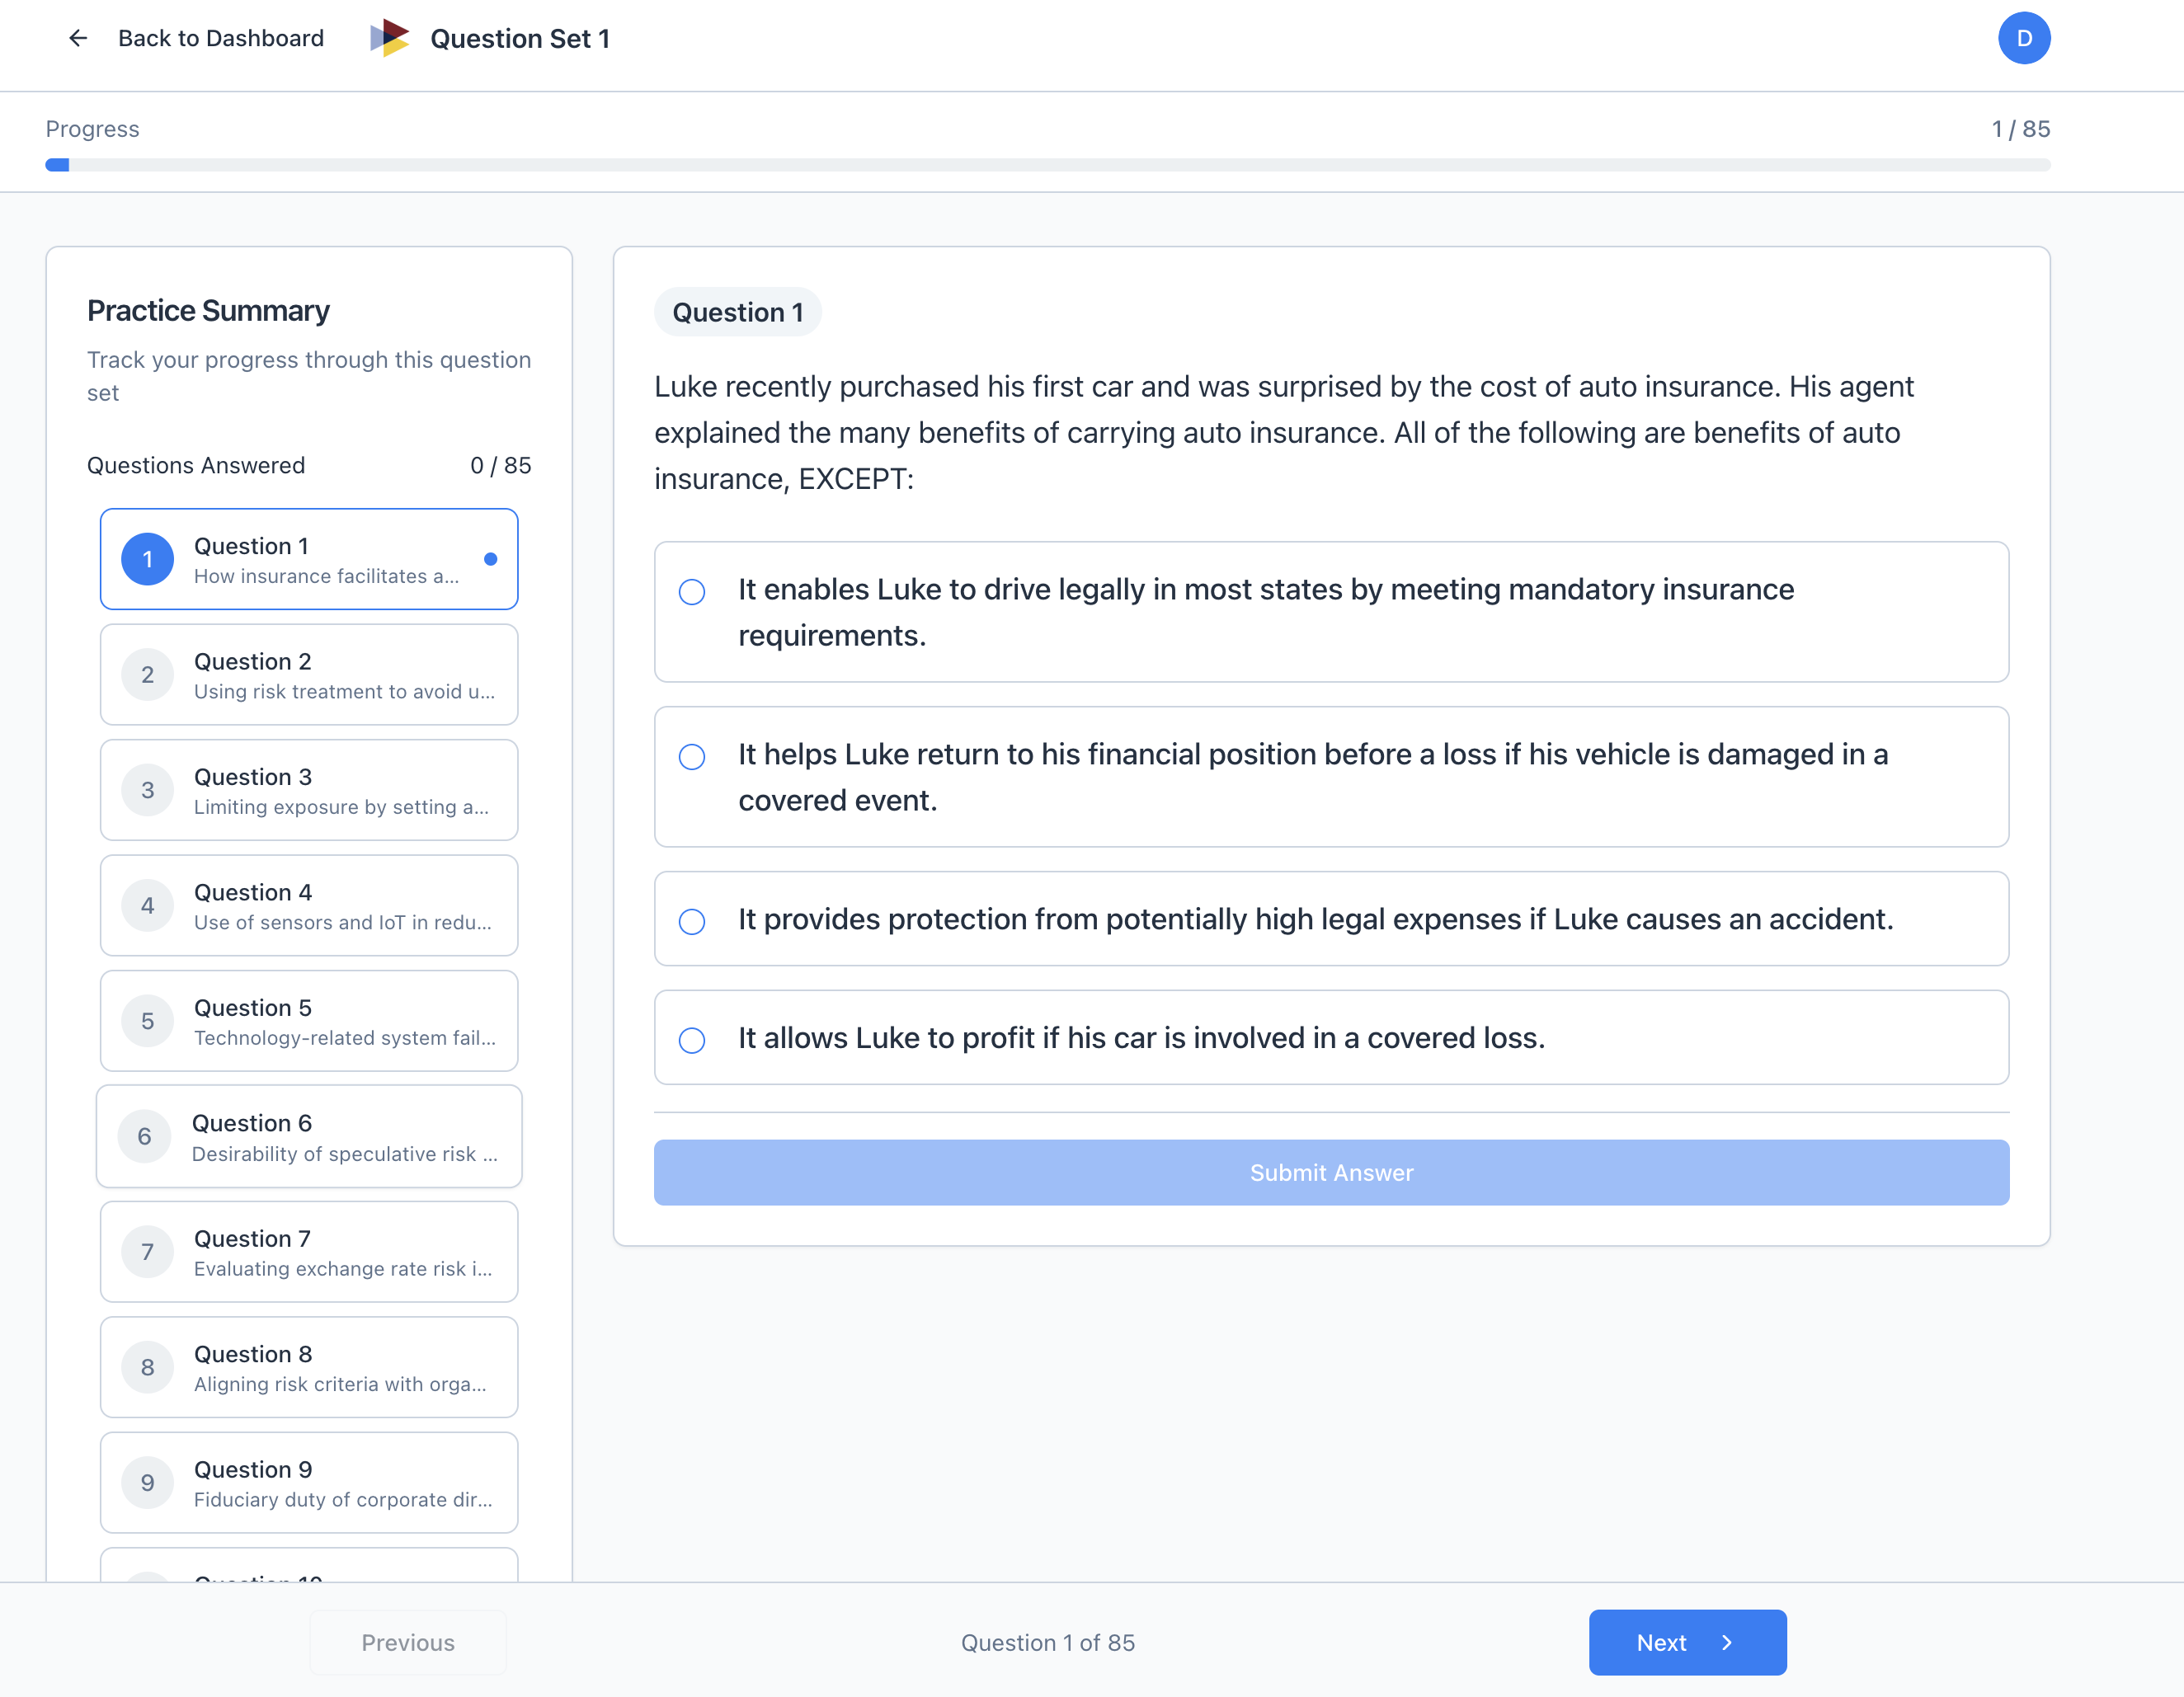 Back to Dashboard
Question Set 1
D
Progress
1 / 85
Practice Summary
Track your progress through this question
set
Questions Answered
0 / 85
1
Question 1
How insurance facilitates a...
2
Question 2
Using risk treatment to avoid u...
3
Question 3
Limiting exposure by setting a...
4
Question 4
Use of sensors and IoT in redu...
5
Question 5
Technology-related system fail...
6
Question 6
Desirability of speculative risk ...
7
Question 7
Evaluating exchange rate risk i...
8
Question 8
Aligning risk criteria with orga...
9
Question 9
Fiduciary duty of corporate dir...
Question 10
Question 1
Luke recently purchased his first car and was surprised by the cost of auto insurance. His agent
explained the many benefits of carrying auto insurance. All of the following are benefits of auto
insurance, EXCEPT:
It enables Luke to drive legally in most states by meeting mandatory insurance
requirements.
It helps Luke return to his financial position before a loss if his vehicle is damaged in a
covered event.
It provides protection from potentially high legal expenses if Luke causes an accident.
It allows Luke to profit if his car is involved in a covered loss.
Submit Answer
Previous
Question 1 of 85
Next